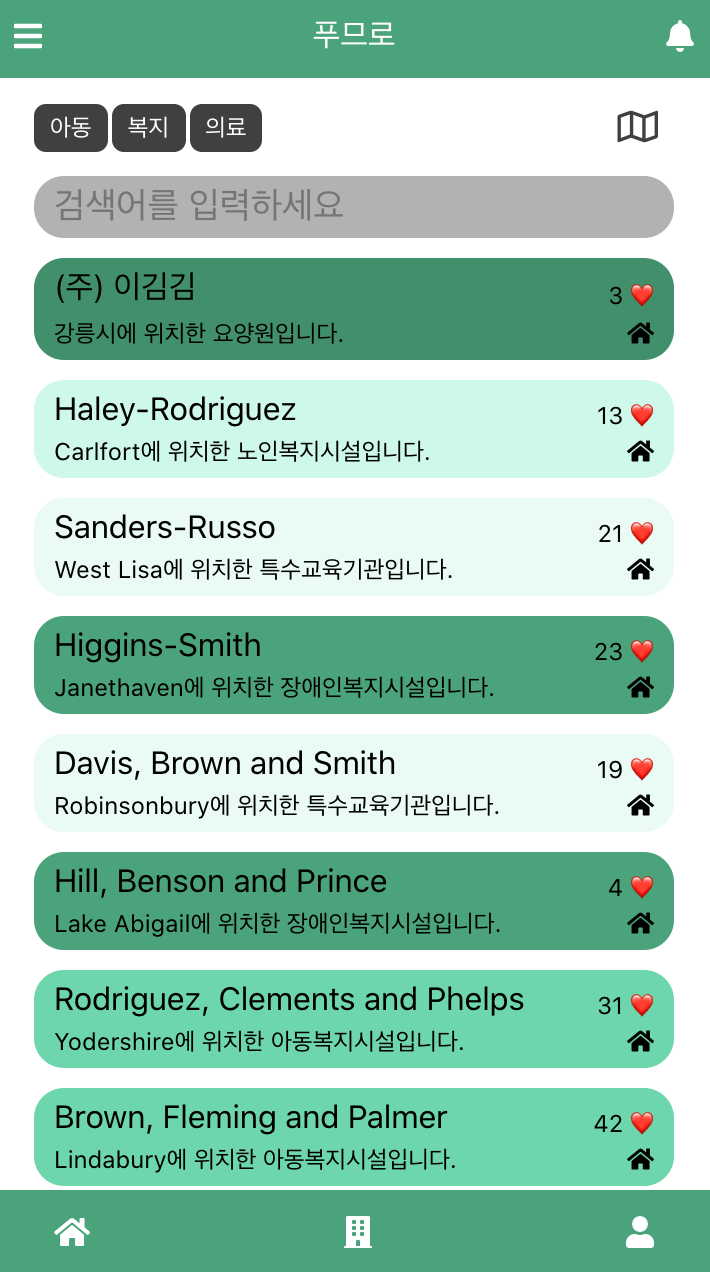 푸므로
아동 복지 의료
검색어를 입력하세요
(주) 이김김
3
강릉시에 위치한 요양원입니다.
Haley-Rodriguez
13
Carlfort에 위치한 노인복지시설입니다.
Sanders-Russo
21
West Lisa에 위치한 특수교육기관입니다.
Higgins-Smith
23
Janethaven에 위치한 장애인복지시설입니다.
Davis, Brown and Smith
19
Robinsonbury에 위치한 특수교육기관입니다.
Hill, Benson and Prince
4
Lake Abigail에 위치한 장애인복지시설입니다.
Rodriguez, Clements and Phelps
31
Yodershire에 위치한 아동복지시설입니다.
Brown, Fleming and Palmer
42
Lindabury에 위치한 아동복지시설입니다.